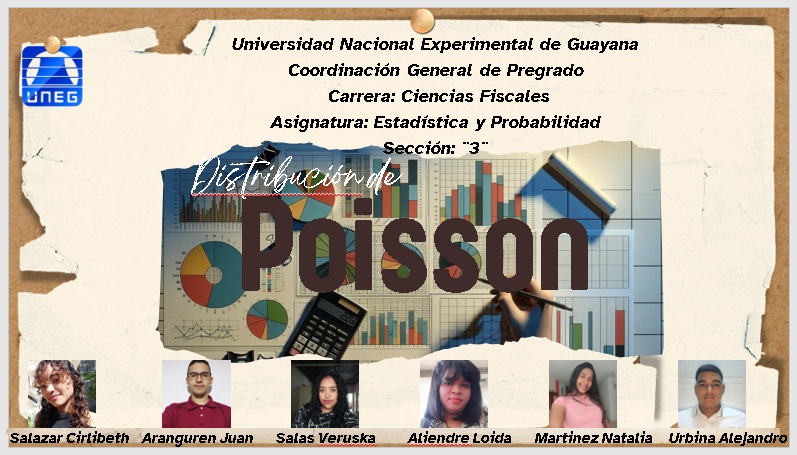 Universidad Nacional Experimental de Guayana
Coordinación General de Pregrado
Carrera: Ciencias Fiscales
Asignatura: Estadística y Probabilidad
Sección: ¨3¨
UNEG
Distribución de
Poisson
Salazar Cirlibeth Aranguren Juan Salas Veruska Aliendre Loida Martinez Natalia Urbina Alejandro